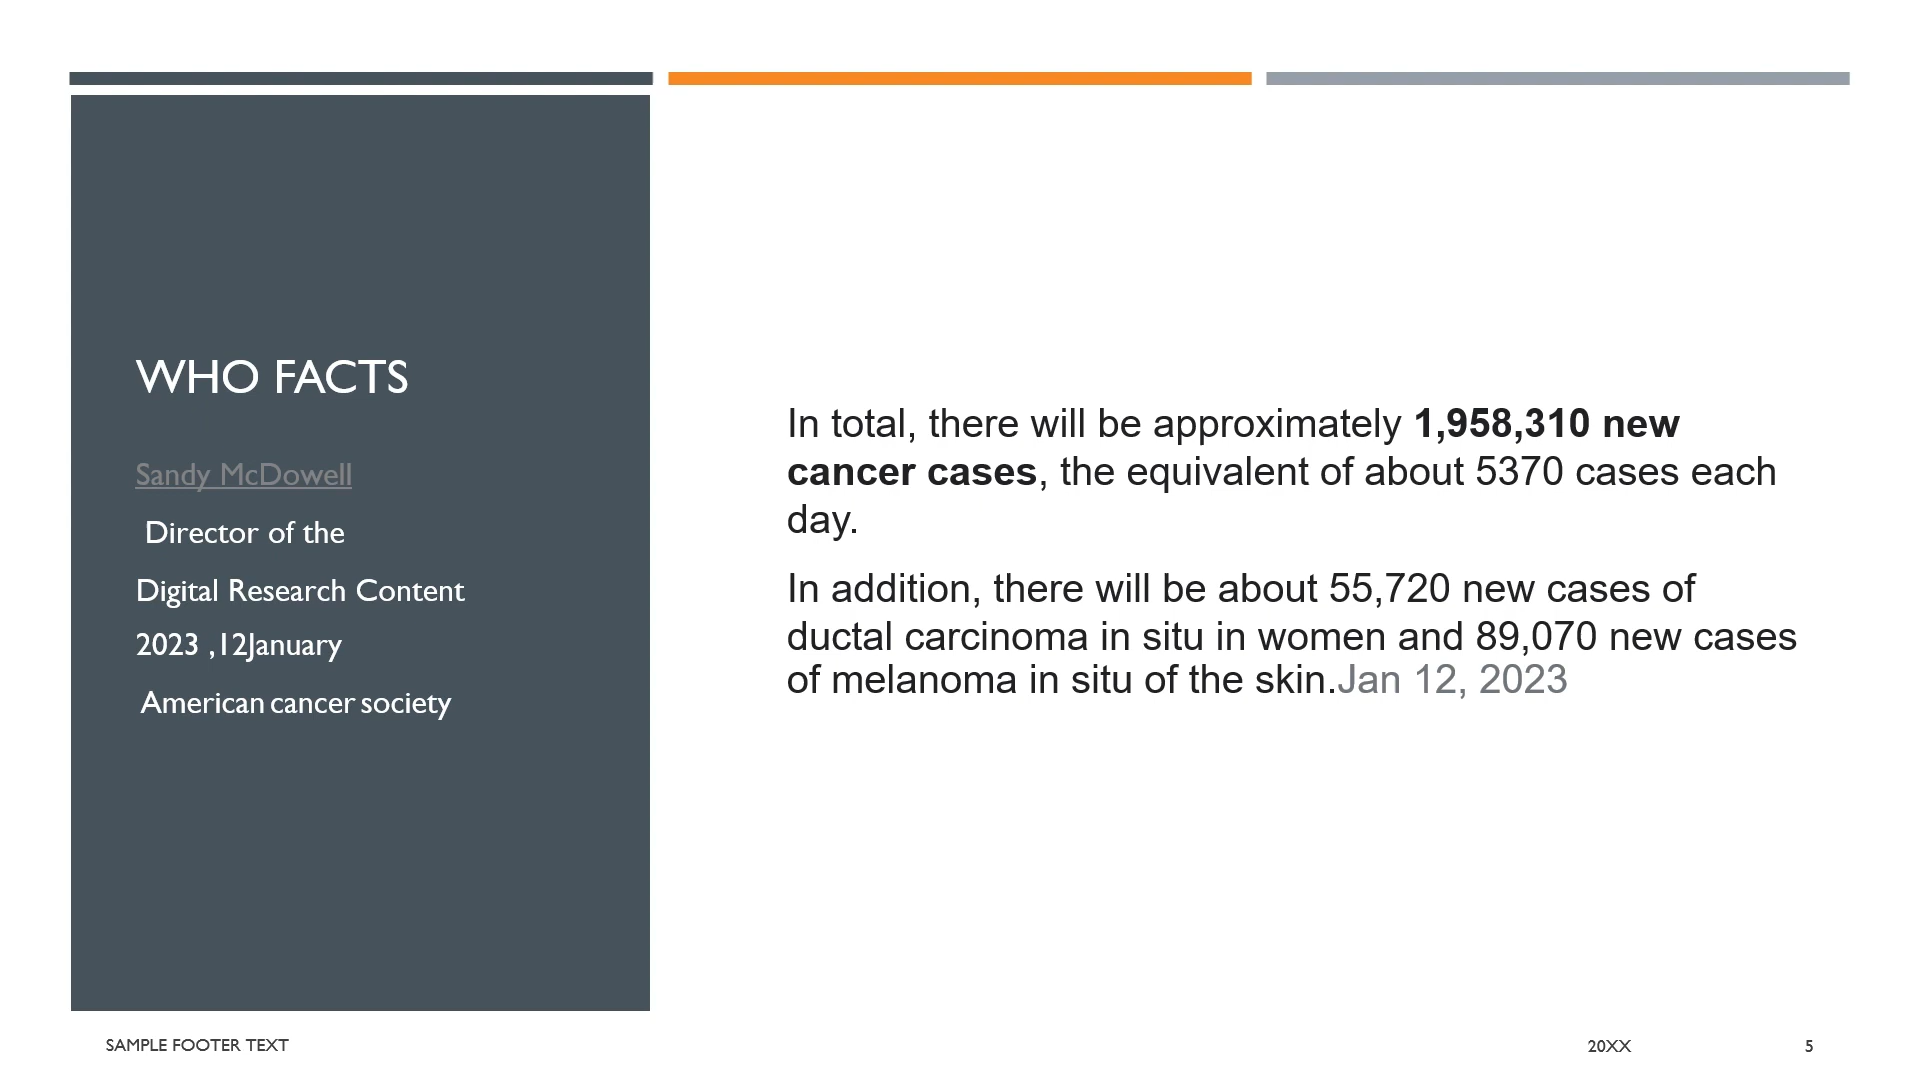 WHO FACTS
Sandy McDowell
Director of the
Digital Research Content
2023 ,12January
American cancer society
In total, there will be approximately 1,958,310 new
cancer cases, the equivalent of about 5370 cases each
day.
In addition, there will be about 55,720 new cases of
ductal carcinoma in situ in women and 89,070 new cases
of melanoma in situ of the skin.Jan 12, 2023
SAMPLE FOOTER TEXT
20XX
5